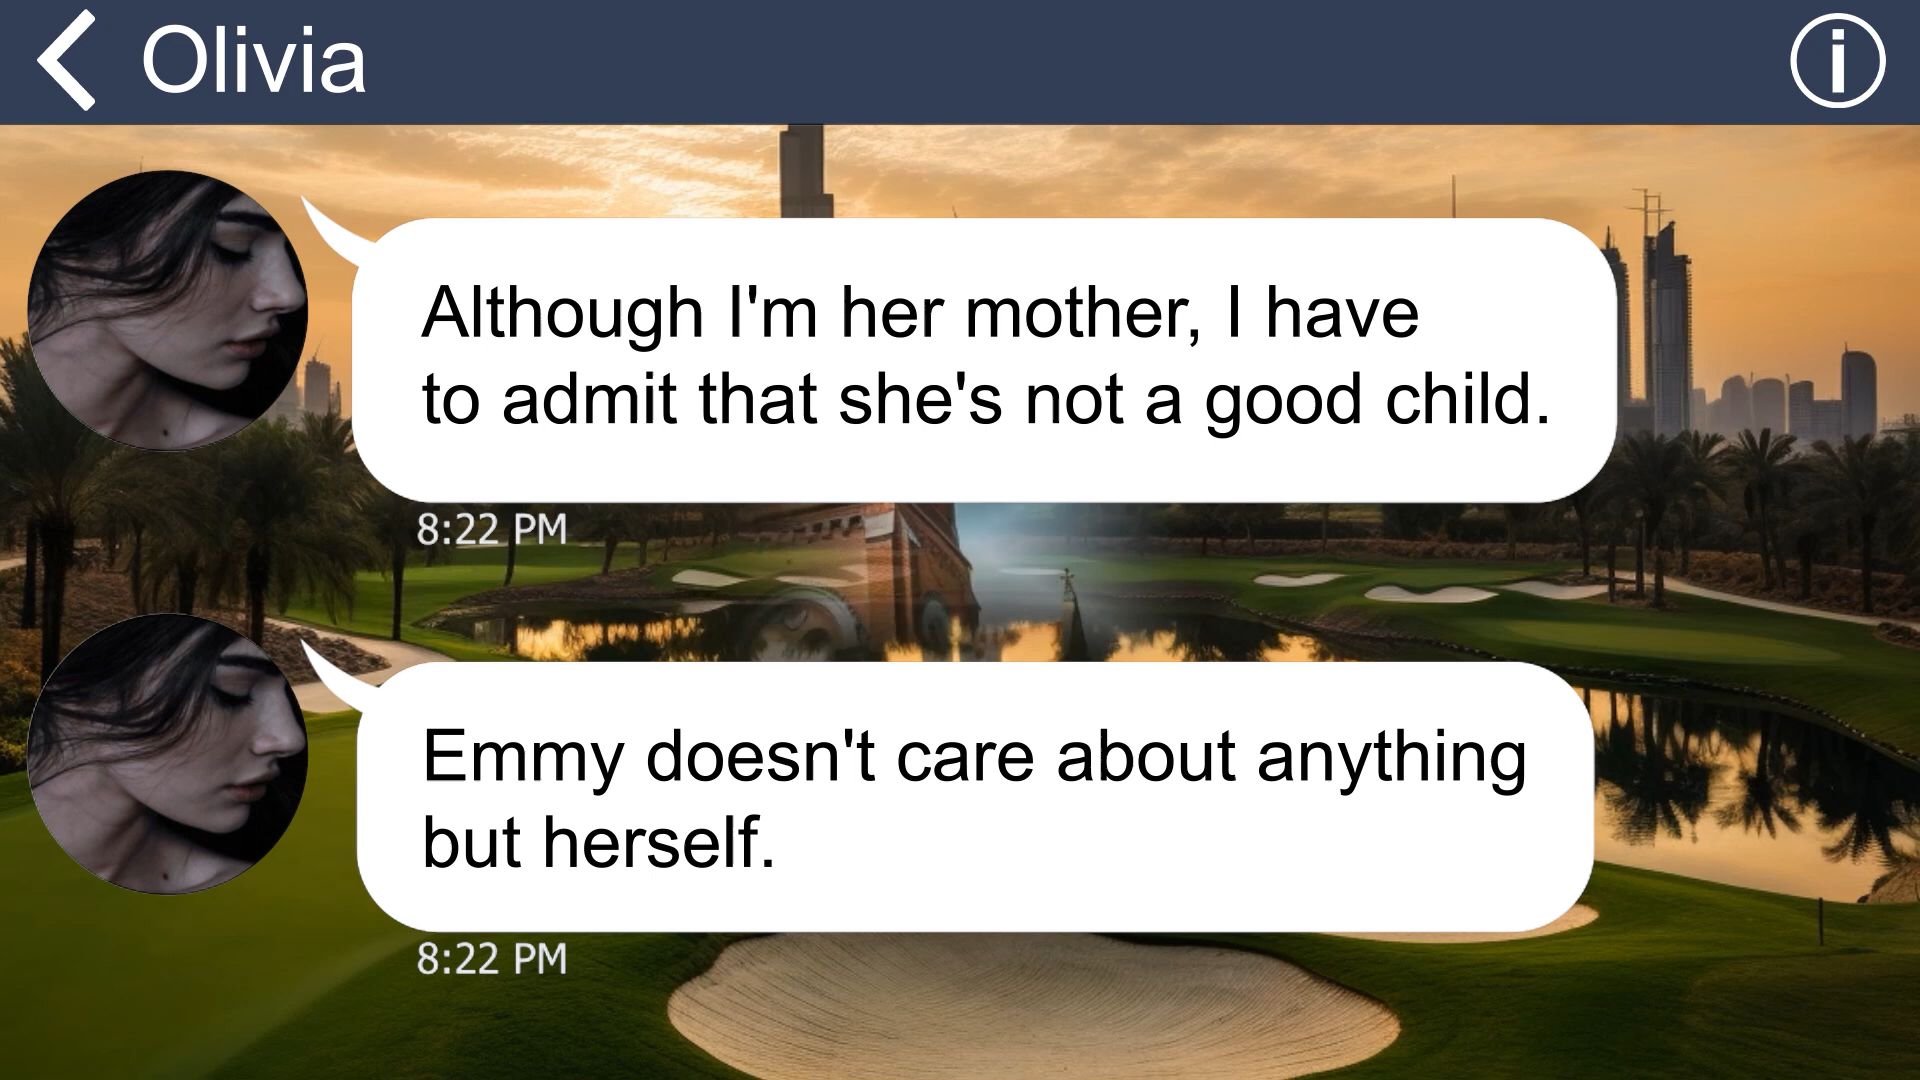 Olivia
Although I'm her mother, I have
to admit that she's not a good child.
8:22 PM
Emmy doesn't care about anything
but herself.
8:22 PM